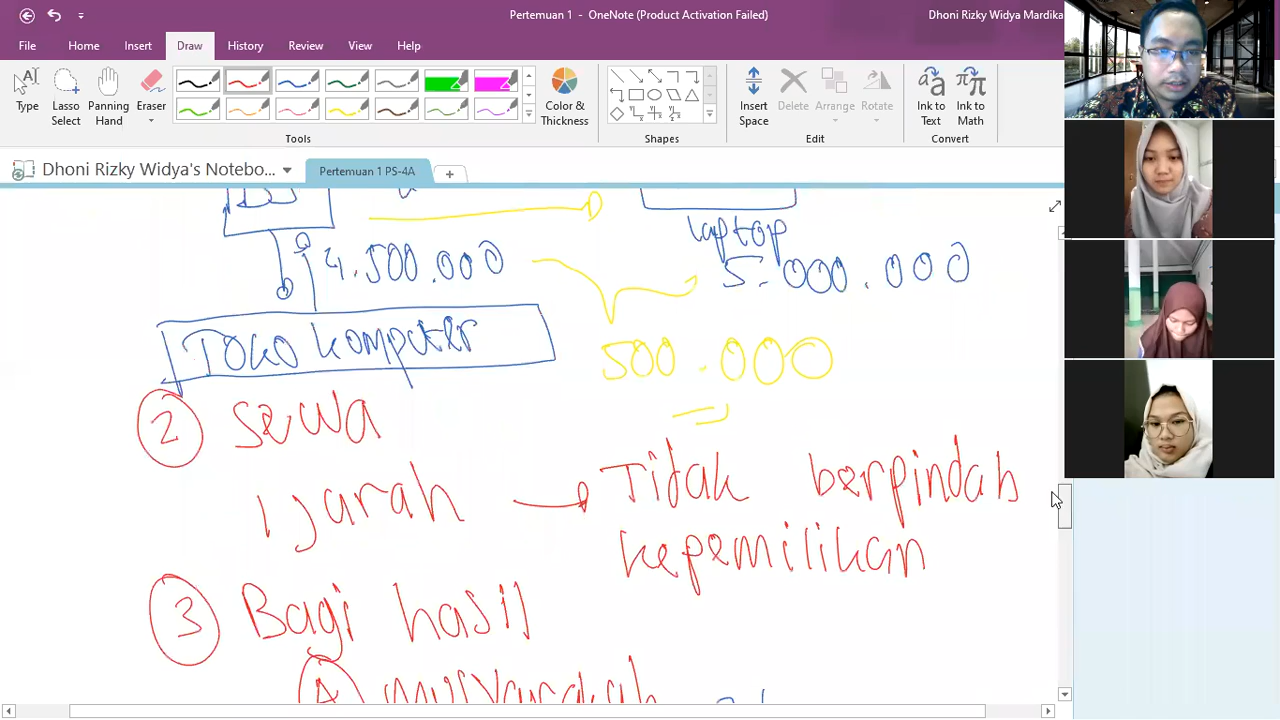 Pertemuan 1 - OneNote (Product Activation Failed)
Dhoni Rizky Widya Mardika
File Home Insert Draw History Review View Help
Type
Lasso Select
Panning Hand
Eraser
Color & Thickness
Insert Space
Delete
Arrange
Rotate
Ink to Text
Ink to Math
Tools
Shapes
Edit
Convert
Dhoni Rizky Widya's Notebo...
Pertemuan 1 PS-4A
laptop
4.500.000
5.000.000
Toko komputer
500.000
2 Sewa
ijarah
Tidak berpindah
kepemilikan
3 Bagi hasil
A musyarakah